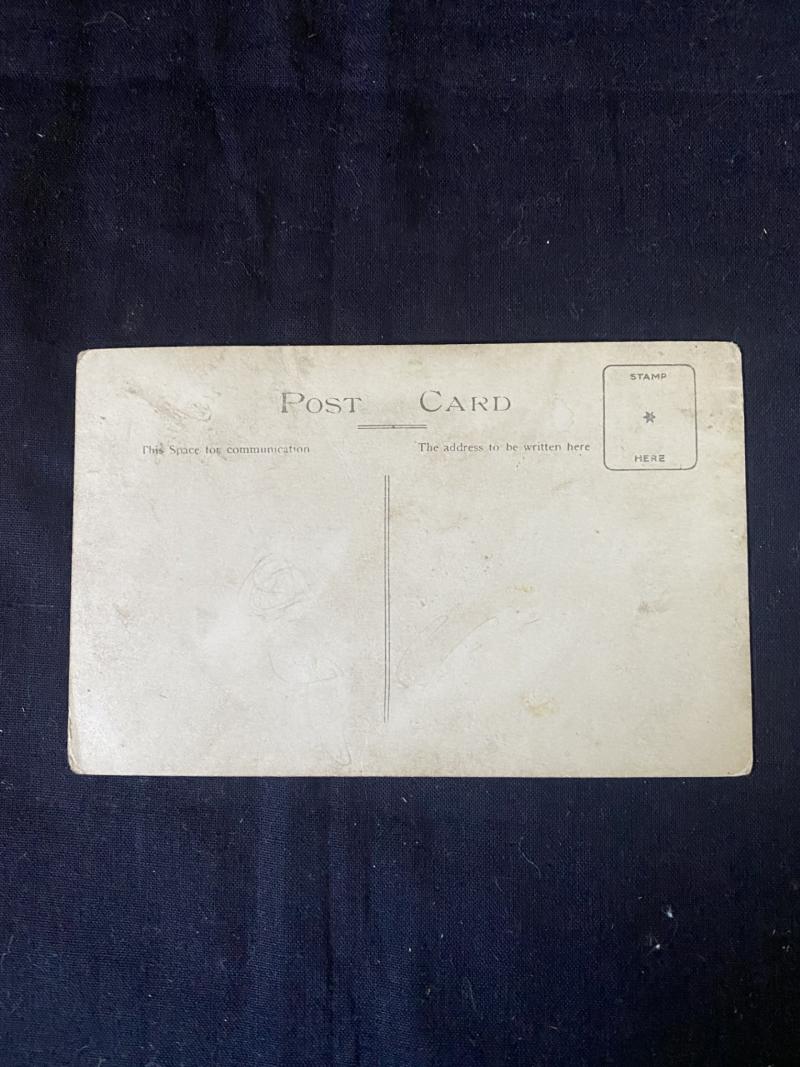 POST CARD
STAMP
HERE
This Space for communication
The address to be written here